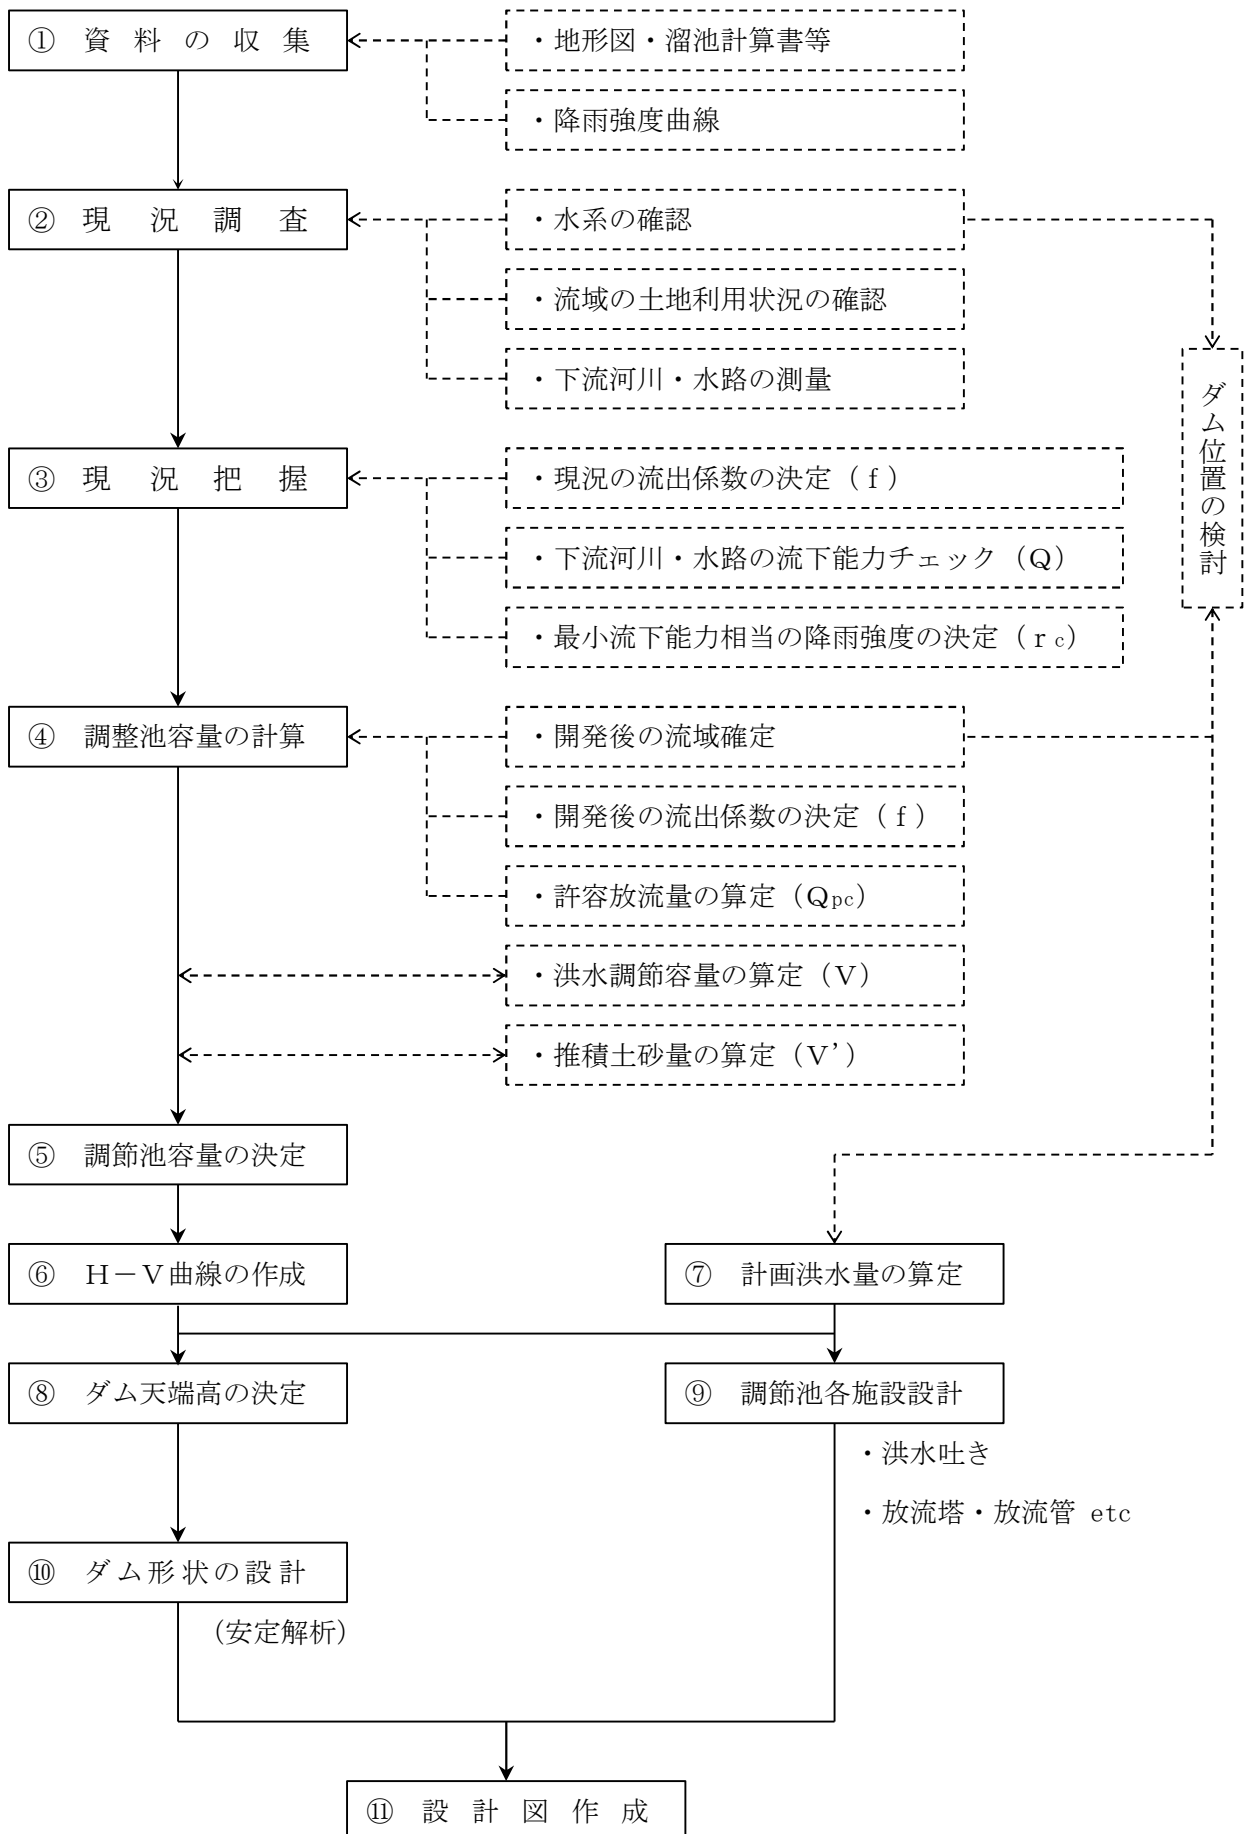 ① 資料の収集
・地形図・溜池計算書等
・降雨強度曲線
② 現況調査
・水系の確認
・流域の土地利用状況の確認
・下流河川・水路の測量
ダム位置の検討
③ 現況把握
・現況の流出係数の決定（ｆ）
・下流河川・水路の流下能力チェック（Ｑ）
・最小流下能力相当の降雨強度の決定（ｒc）
④ 調整池容量の計算
・開発後の流域確定
・開発後の流出係数の決定（ｆ）
・許容放流量の算定（Ｑpc）
・洪水調節容量の算定（Ｖ）
・推積土砂量の算定（Ｖ’）
⑤ 調節池容量の決定
⑥ Ｈ－Ｖ曲線の作成
⑦ 計画洪水量の算定
⑧ ダム天端高の決定
⑨ 調節池各施設設計
・洪水吐き
・放流塔・放流管 etc
⑩ ダム形状の設計
（安定解析）
⑪ 設計図作成